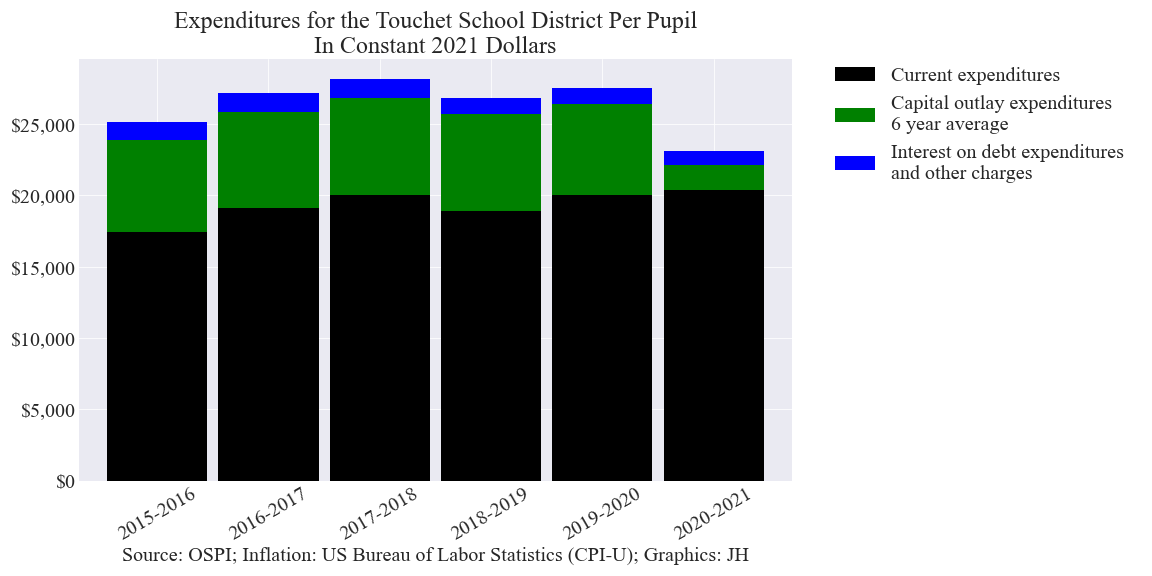 Expenditures for the Touchet School District Per Pupil
In Constant 2021 Dollars
Current expenditures
Capital outlay expenditures
6 year average
Interest on debt expenditures
and other charges
$25,000
$20,000
$15,000
$10,000
$5,000
$0
2015-2016
2016-2017
2017-2018
2018-2019
2019-2020
2020-2021
Source: OSPI; Inflation: US Bureau of Labor Statistics (CPI-U); Graphics: JH